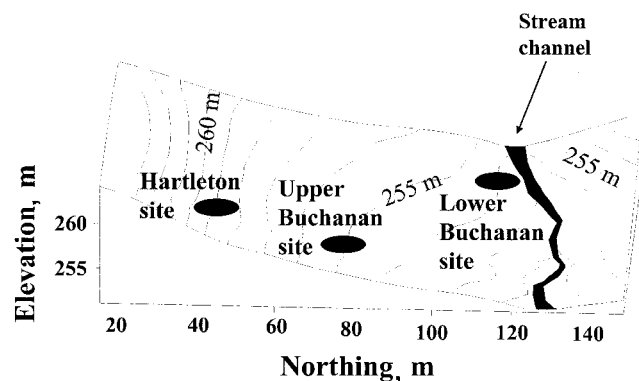 Stream
channel
260 m
255 m
255 m
Hartleton
site
Upper
Buchanan
site
Lower
Buchanan
site
Elevation, m
260
255
20 40 60 80 100 120 140
Northing, m